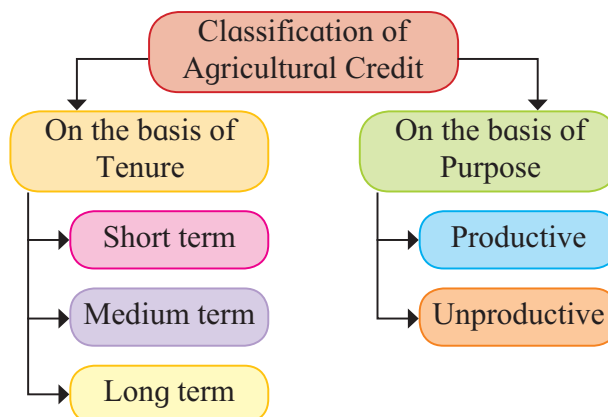 Classification of
Agricultural Credit
On the basis of
Tenure
Short term
Medium term
Long term
On the basis of
Purpose
Productive
Unproductive